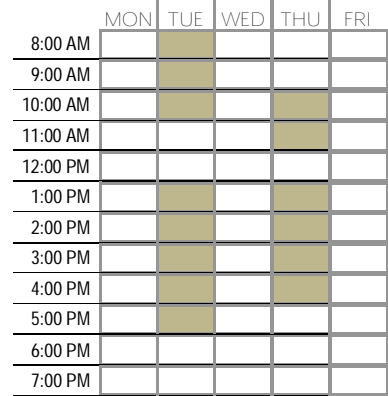 MON TUE WED THU FRI
8:00 AM
9:00 AM
10:00 AM
11:00 AM
12:00 PM
1:00 PM
2:00 PM
3:00 PM
4:00 PM
5:00 PM
6:00 PM
7:00 PM